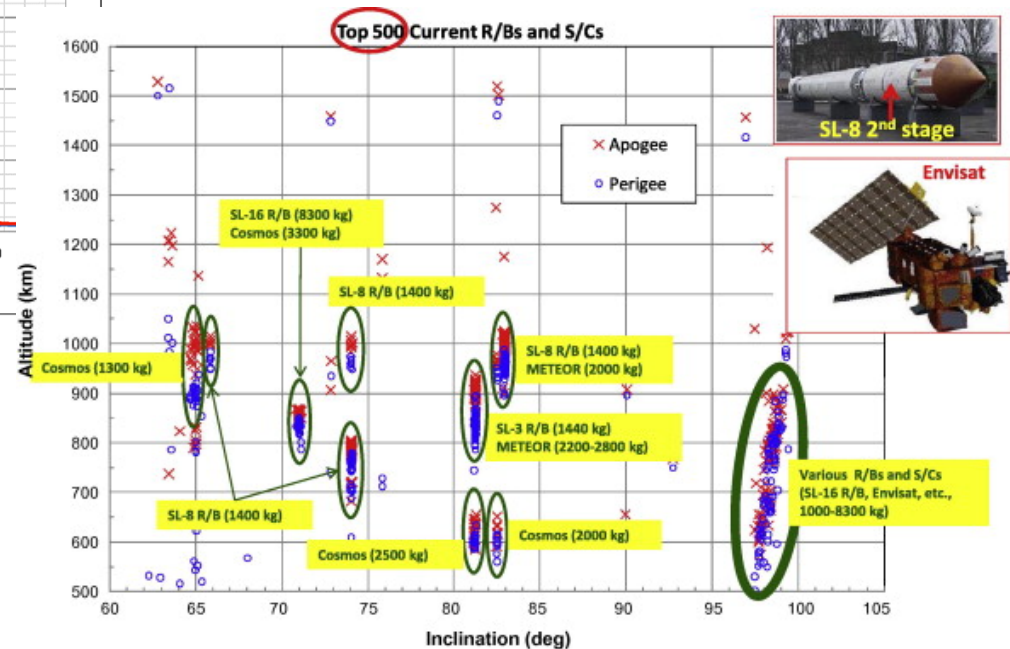 Top 500 Current R/Bs and S/Cs
1600
1500
1400
1300
1200
1100
1000
900
800
700
600
500
Altitude (km)
60
65
70
75
80
85
90
95
100
105
Inclination (deg)
Apogee
Perigee
SL-16 R/B (8300 kg)
Cosmos (3300 kg)
SL-8 R/B (1400 kg)
Cosmos (1300 kg)
SL-8 R/B (1400 kg)
METEOR (2000 kg)
SL-3 R/B (1440 kg)
METEOR (2200-2800 kg)
SL-8 R/B (1400 kg)
Cosmos (2500 kg)
Cosmos (2000 kg)
Various R/Bs and S/Cs
(SL-16 R/B, Envisat, etc.,
1000-8300 kg)
SL-8 2nd stage
Envisat